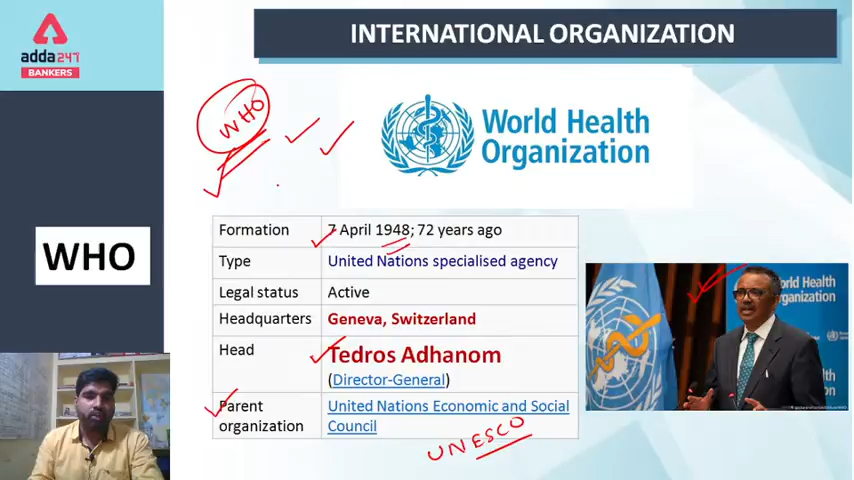 adda247
BANKERS
INTERNATIONAL ORGANIZATION
WHO
World Health
Organization
WHO
Formation 7 April 1948; 72 years ago
Type United Nations specialised agency
Legal status Active
Headquarters Geneva, Switzerland
Head Tedros Adhanom
(Director-General)
Parent organization United Nations Economic and Social
Council
UNESCO
World Health
Organization